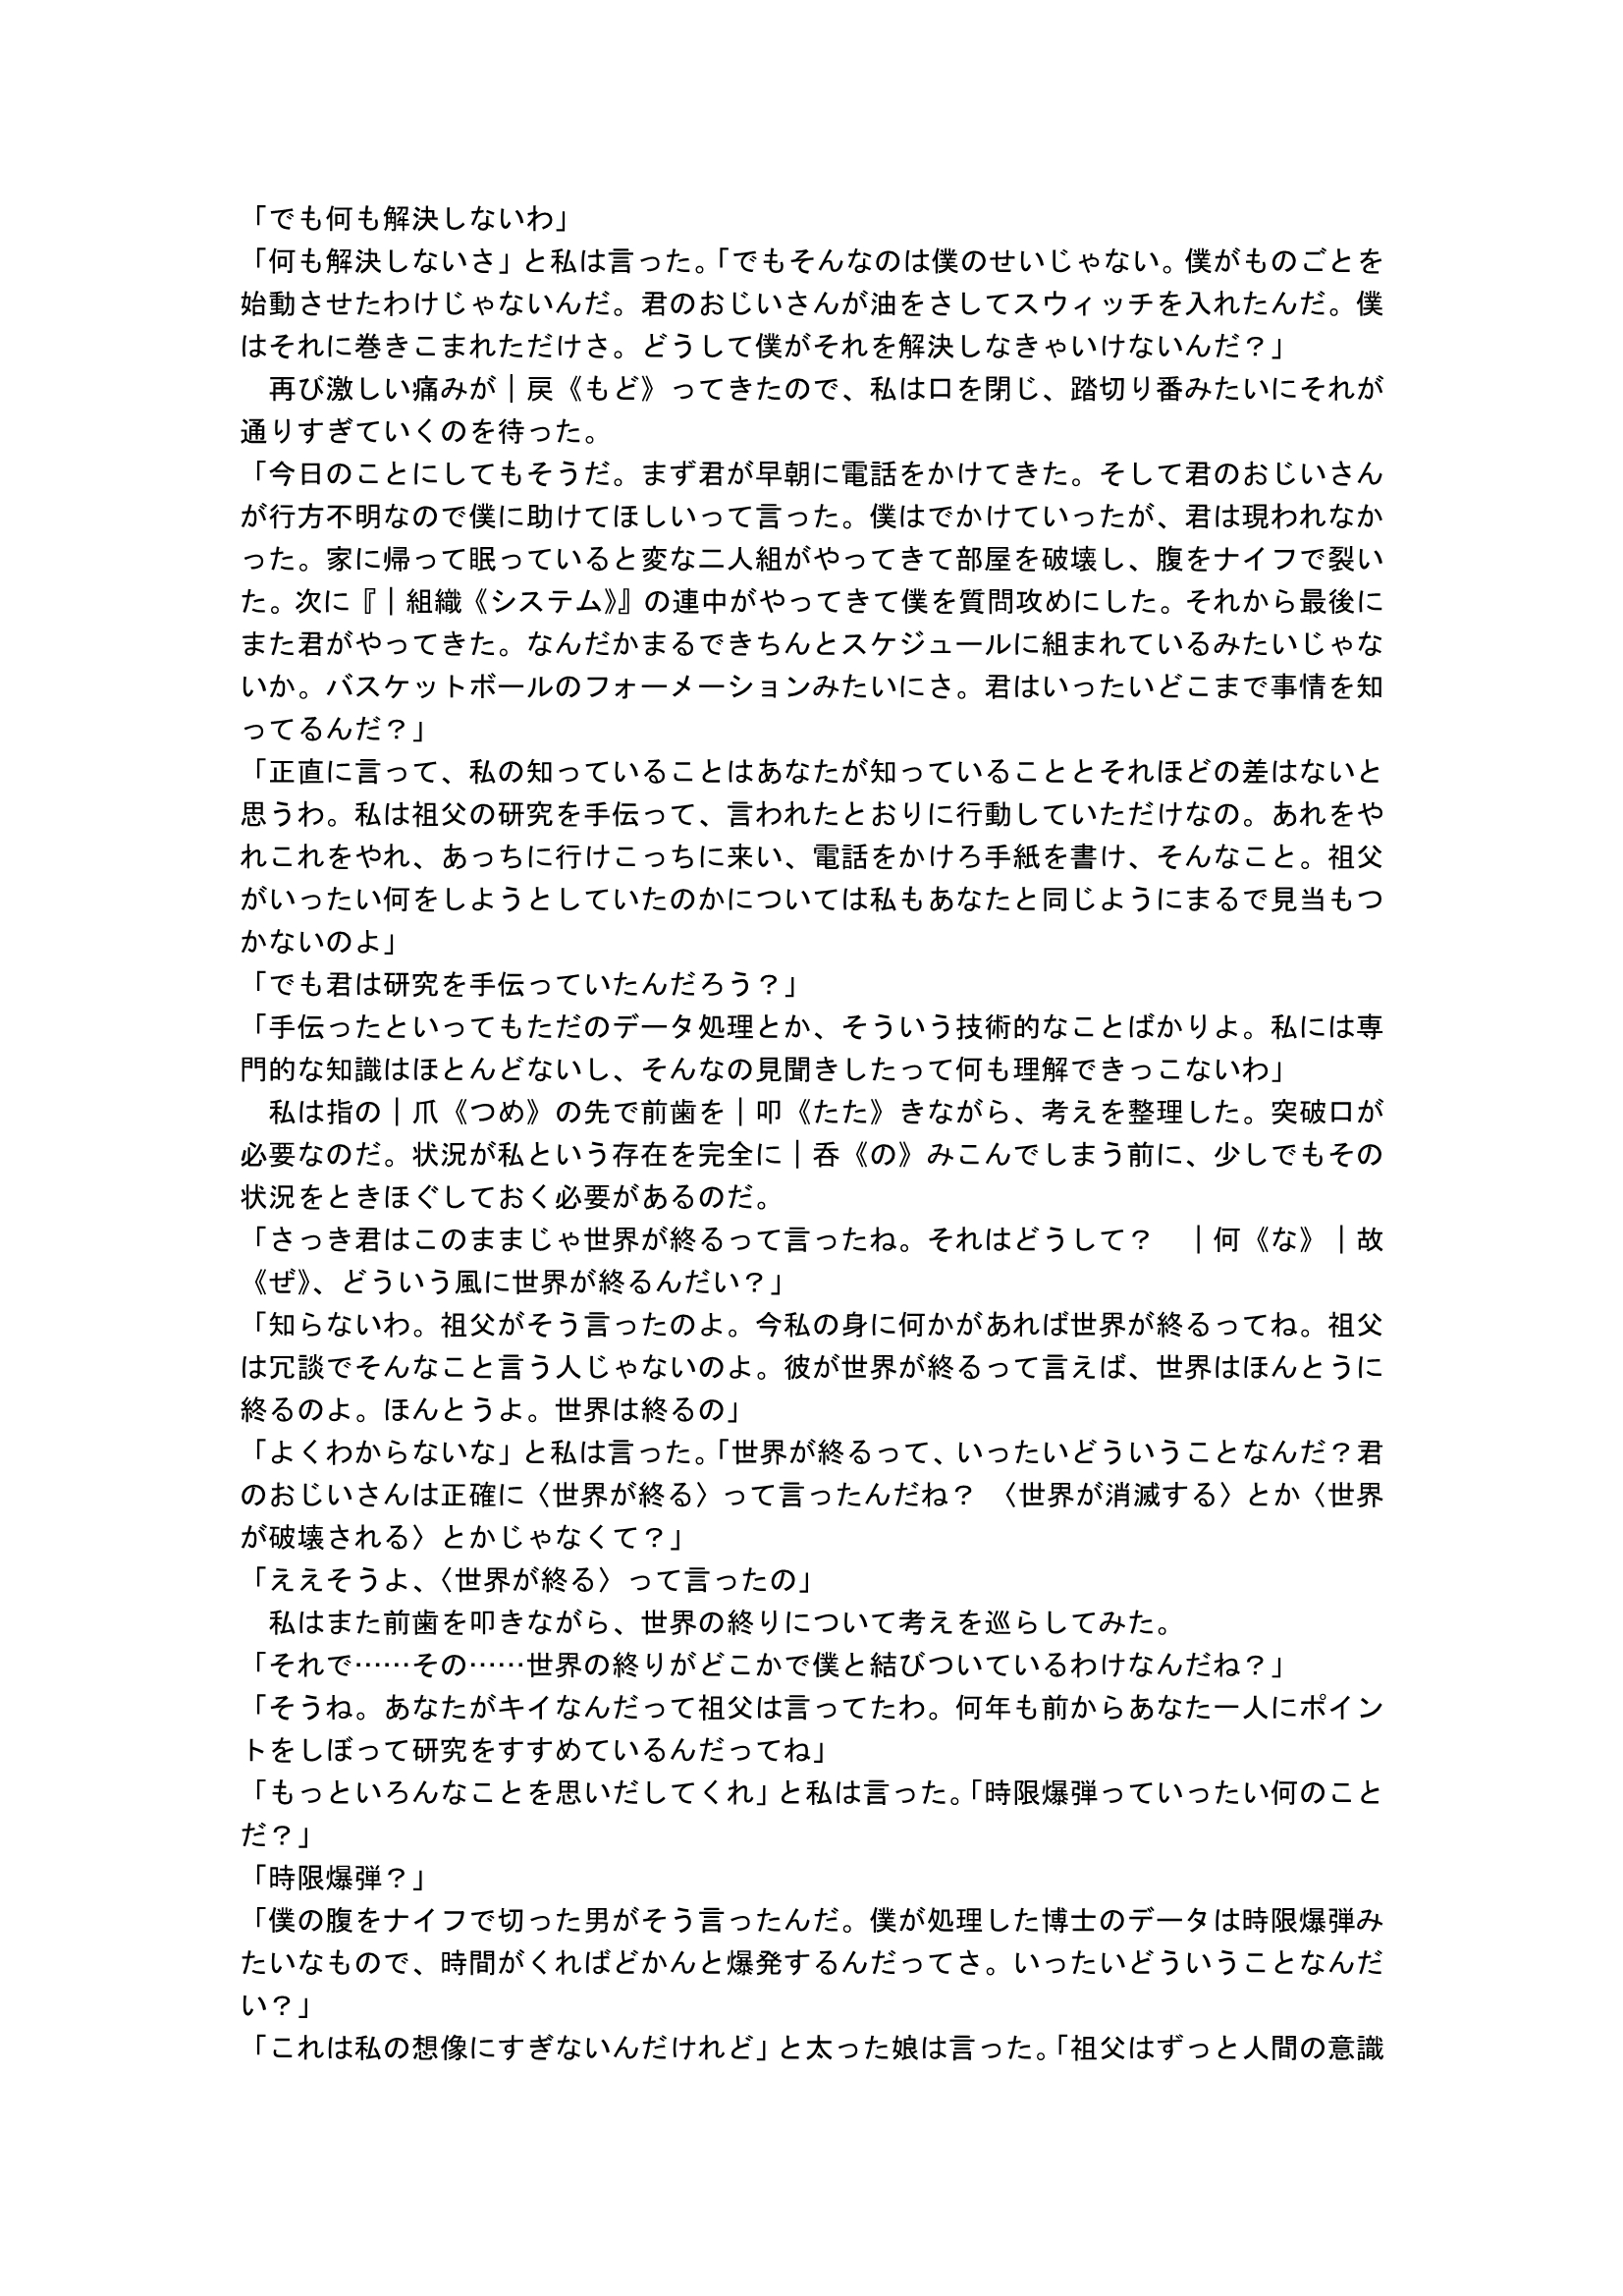 「でも何も解決しないわ」
「何も解決しないさ」と私は言った。「でもそんなのは僕のせいじゃない。僕がものごとを
始動させたわけじゃないんだ。君のおじいさんが油をさしてスウィッチを入れたんだ。僕
はそれに巻きこまれただけさ。どうして僕がそれを解決しなきゃいけないんだ？」
　再び激しい痛みが｜戻《もど》ってきたので、私は口を閉じ、踏切り番みたいにそれが
通りすぎていくのを待った。
「今日のことにしてもそうだ。まず君が早朝に電話をかけてきた。そして君のおじいさん
が行方不明なので僕に助けてほしいって言った。僕はでかけていったが、君は現われなか
った。家に帰って眠っていると変な二人組がやってきて部屋を破壊し、腹をナイフで裂い
た。次に『｜組織《システム》』の連中がやってきて僕を質問攻めにした。それから最後に
また君がやってきた。なんだかまるできちんとスケジュールに組まれているみたいじゃな
いか。バスケットボールのフォーメーションみたいにさ。君はいったいどこまで事情を知
ってるんだ？」
「正直に言って、私の知っていることはあなたが知っていることとそれほどの差はないと
思うわ。私は祖父の研究を手伝って、言われたとおりに行動していただけなの。あれをや
れこれをやれ、あっちに行けこっちに来い、電話をかけろ手紙を書け、そんなこと。祖父
がいったい何をしようとしていたのかについては私もあなたと同じようにまるで見当もつ
かないのよ」
「でも君は研究を手伝っていたんだろう？」
「手伝ったといってもただのデータ処理とか、そういう技術的なことばかりよ。私には専
門的な知識はほとんどないし、そんなの見聞きしたって何も理解できっこないわ」
　私は指の｜爪《つめ》の先で前歯を｜叩《たた》きながら、考えを整理した。突破口が
必要なのだ。状況が私という存在を完全に｜呑《の》みこんでしまう前に、少しでもその
状況をときほぐしておく必要があるのだ。
「さっき君はこのままじゃ世界が終るって言ったね。それはどうして？　｜何《な》｜故
《ぜ》、どういう風に世界が終るんだい？」
「知らないわ。祖父がそう言ったのよ。今私の身に何かがあれば世界が終るってね。祖父
は冗談でそんなこと言う人じゃないのよ。彼が世界が終るって言えば、世界はほんとうに
終るのよ。ほんとうよ。世界は終るの」
「よくわからないな」と私は言った。「世界が終るって、いったいどういうことなんだ？君
のおじいさんは正確に〈世界が終る〉って言ったんだね？　〈世界が消滅する〉とか〈世界
が破壊される〉とかじゃなくて？」
「ええそうよ、〈世界が終る〉って言ったの」
　私はまた前歯を叩きながら、世界の終りについて考えを巡らしてみた。
「それで……その……世界の終りがどこかで僕と結びついているわけなんだね？」
「そうね。あなたがキイなんだって祖父は言ってたわ。何年も前からあなた一人にポイン
トをしぼって研究をすすめているんだってね」
「もっといろんなことを思いだしてくれ」と私は言った。「時限爆弾っていったい何のこと
だ？」
「時限爆弾？」
「僕の腹をナイフで切った男がそう言ったんだ。僕が処理した博士のデータは時限爆弾み
たいなもので、時間がくればどかんと爆発するんだってさ。いったいどういうことなんだ
い？」
「これは私の想像にすぎないんだけれど」と太った娘は言った。「祖父はずっと人間の意識